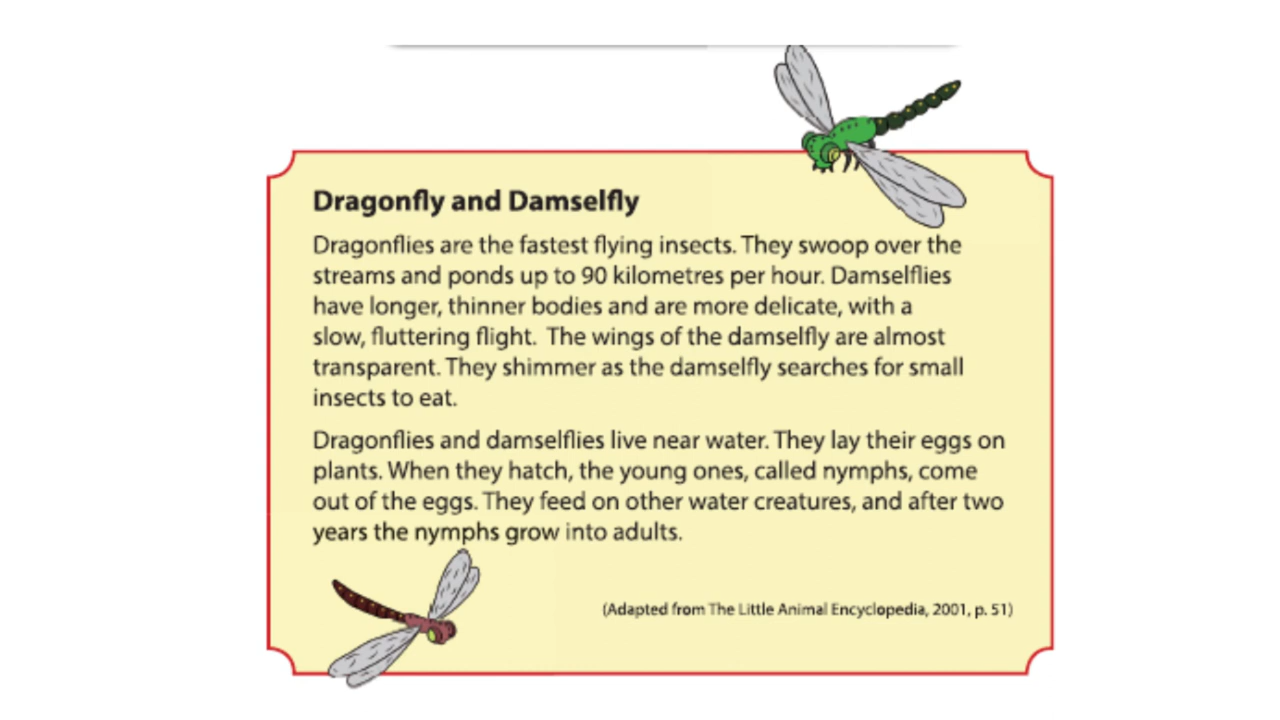 Dragonfly and Damselfly
Dragonflies are the fastest flying insects. They swoop over the
streams and ponds up to 90 kilometres per hour. Damselflies
have longer, thinner bodies and are more delicate, with a
slow, fluttering flight. The wings of the damselfly are almost
transparent. They shimmer as the damselfly searches for small
insects to eat.
Dragonflies and damselflies live near water. They lay their eggs on
plants. When they hatch, the young ones, called nymphs, come
out of the eggs. They feed on other water creatures, and after two
years the nymphs grow into adults.
(Adapted from The Little Animal Encyclopedia, 2001, p. 51)